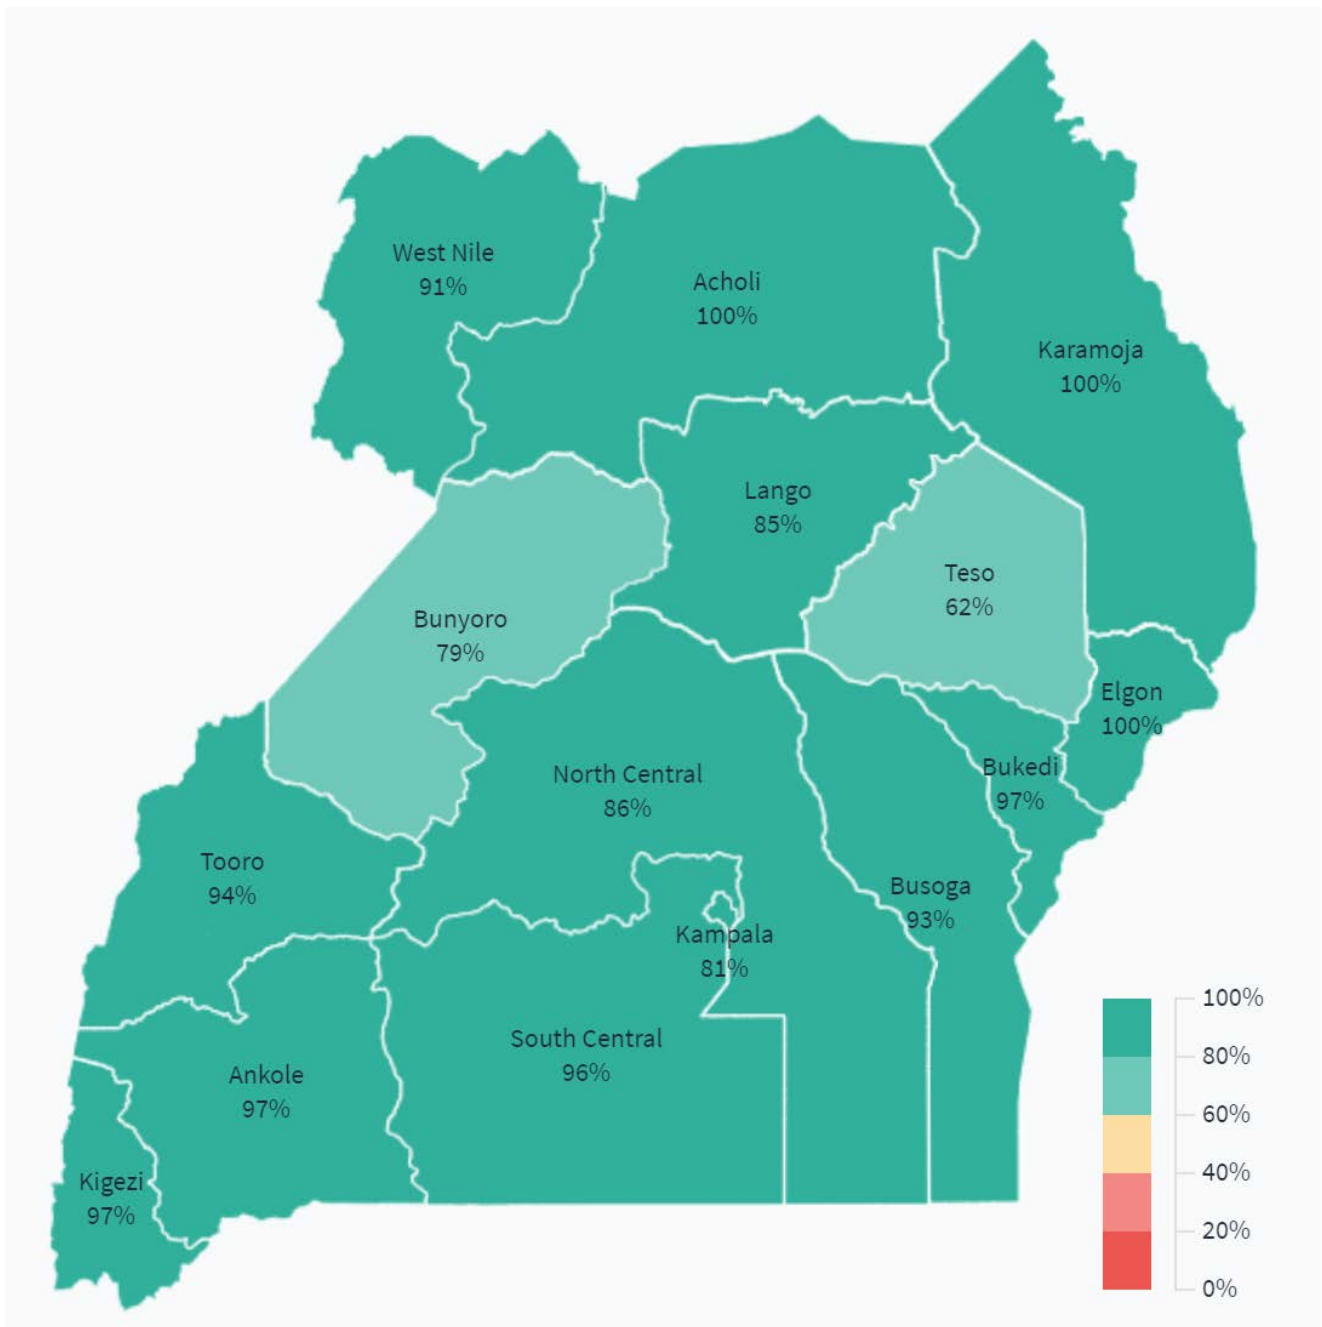 West Nile
91%
Acholi
100%
Karamoja
100%
Lango
85%
Teso
62%
Bunyoro
79%
Elgon
100%
North Central
86%
Bukedi
97%
Tooro
94%
Busoga
93%
Kampala
81%
South Central
96%
Ankole
97%
Kigezi
97%
100%
80%
60%
40%
20%
0%